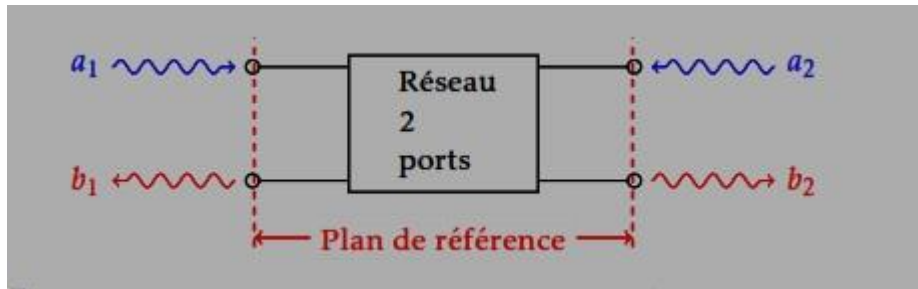 a₁
a₂
Réseau
2
ports
b₁
b₂
Plan de référence